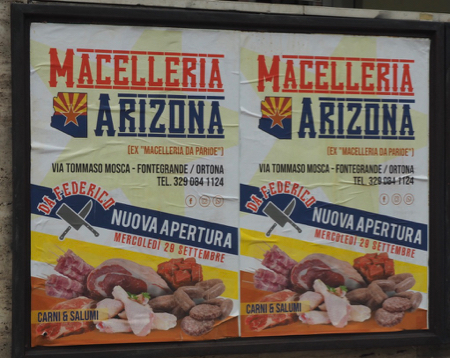 MACELLERIA
ARIZONA
(EX "MACELLERIA DA PARIDE")
VIA TOMMASO MOSCA - FONTEGRANDE / ORTONA
TEL. 329 084 1124
DA FEDERICO
NUOVA APERTURA
MERCOLEDÌ 29 SETTEMBRE
CARNI & SALUMI
MACELLERIA
ARIZONA
(EX "MACELLERIA DA PARIDE")
VIA TOMMASO MOSCA - FONTEGRANDE / ORTONA
TEL. 329 084 1124
DA FEDERICO
NUOVA APERTURA
MERCOLEDÌ 29 SETTEMBRE
CARNI & SALUMI